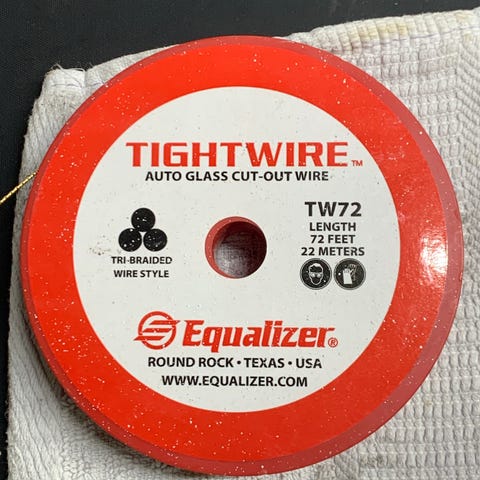 TIGHTWIRE™
AUTO GLASS CUT-OUT WIRE
TW72
LENGTH
72 FEET
22 METERS
TRI-BRAIDED
WIRE STYLE
Equalizer®
ROUND ROCK • TEXAS • USA
WWW.EQUALIZER.COM